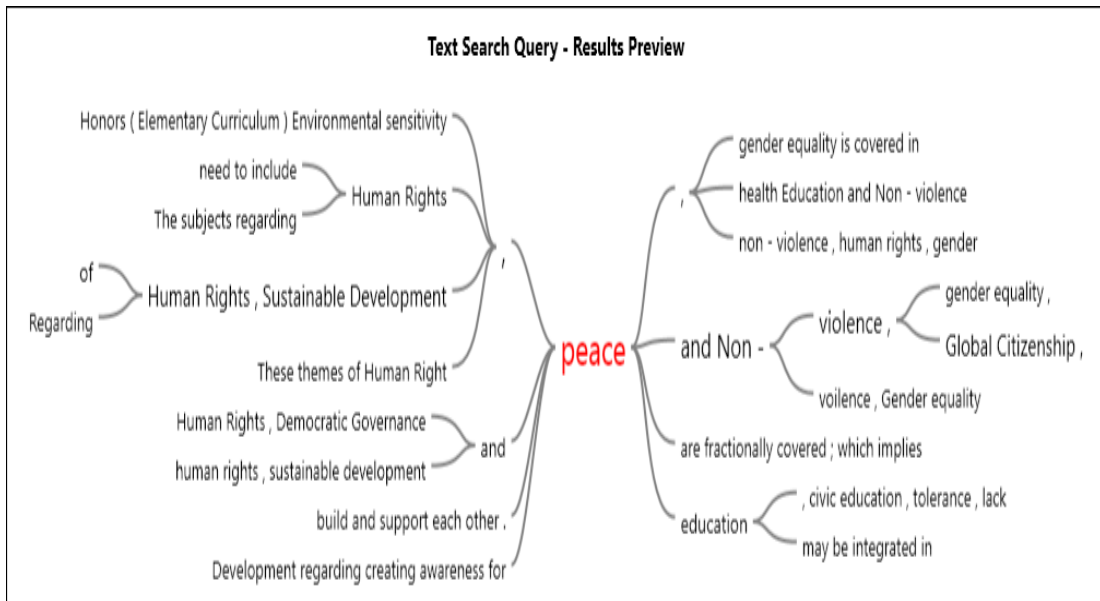 Text Search Query - Results Preview
Honors ( Elementary Curriculum ) Environmental sensitivity
need to include
The subjects regarding
Human Rights
of
Regarding
Human Rights , Sustainable Development
These themes of Human Right
,
Human Rights , Democratic Governance
human rights , sustainable development
and
build and support each other .
Development regarding creating awareness for
peace
,
gender equality is covered in
health Education and Non - violence
non - violence , human rights , gender
and Non -
violence ,
gender equality ,
Global Citizenship ,
voilence , Gender equality
are fractionally covered ; which implies
education
, civic education , tolerance , lack
may be integrated in